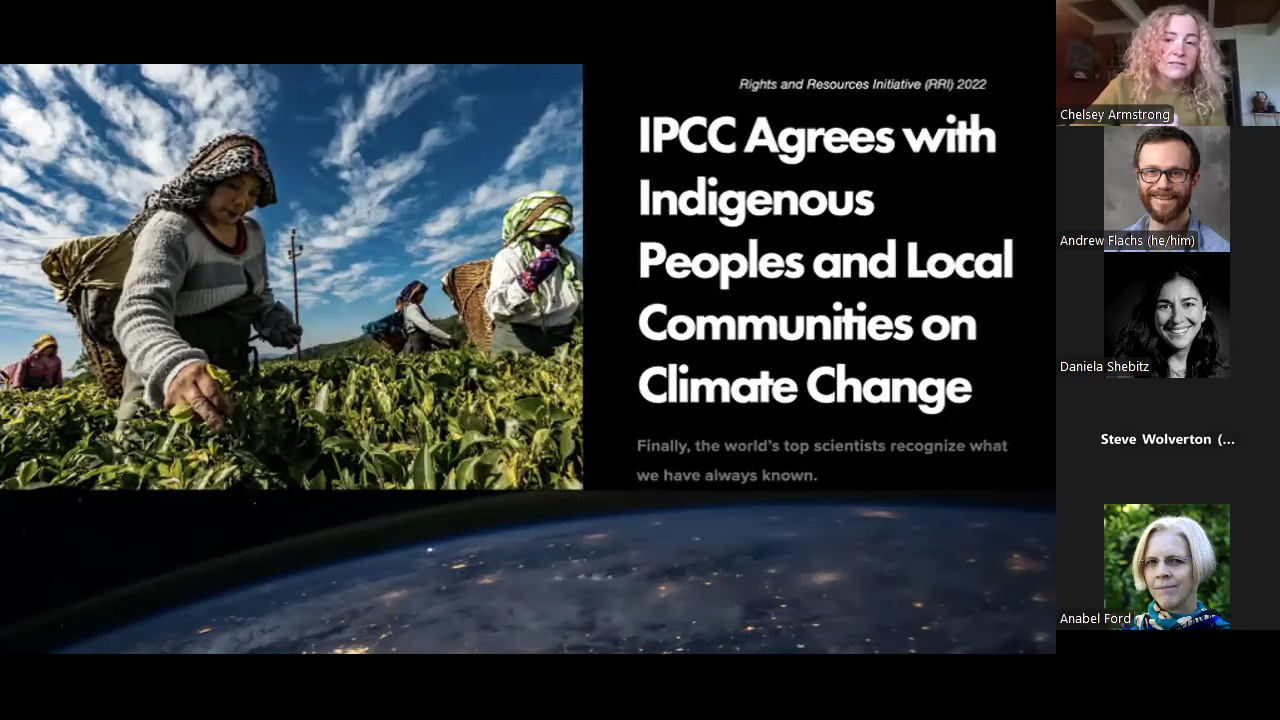 Rights and Resources Initiative (RRI) 2022
IPCC Agrees with
Indigenous
Peoples and Local
Communities on
Climate Change
Finally, the world's top scientists recognize what
we have always known.
Chelsey Armstrong
Andrew Flachs (he/him)
Daniela Shebitz
Steve Wolverton (...
Anabel Ford